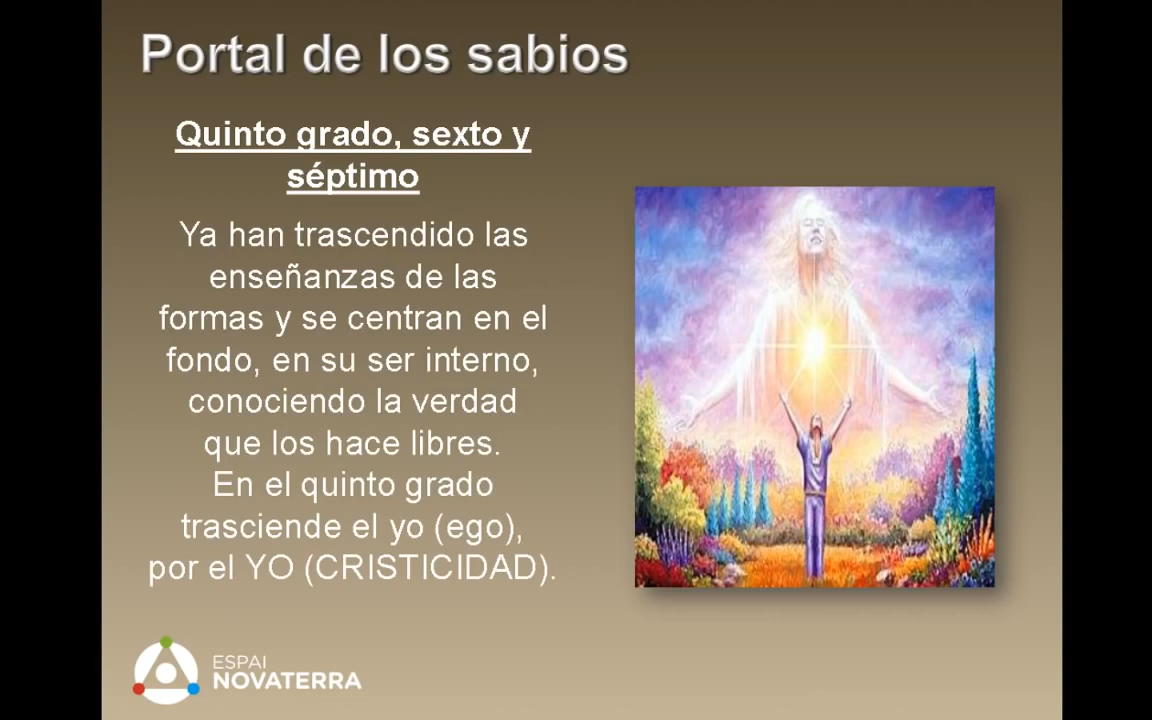 Portal de los sabios
Quinto grado, sexto y
séptimo
Ya han trascendido las
enseñanzas de las
formas y se centran en el
fondo, en su ser interno,
conociendo la verdad
que los hace libres.
En el quinto grado
trasciende el yo (ego),
por el YO (CRISTICIDAD).
ESPAI
NOVATERRA